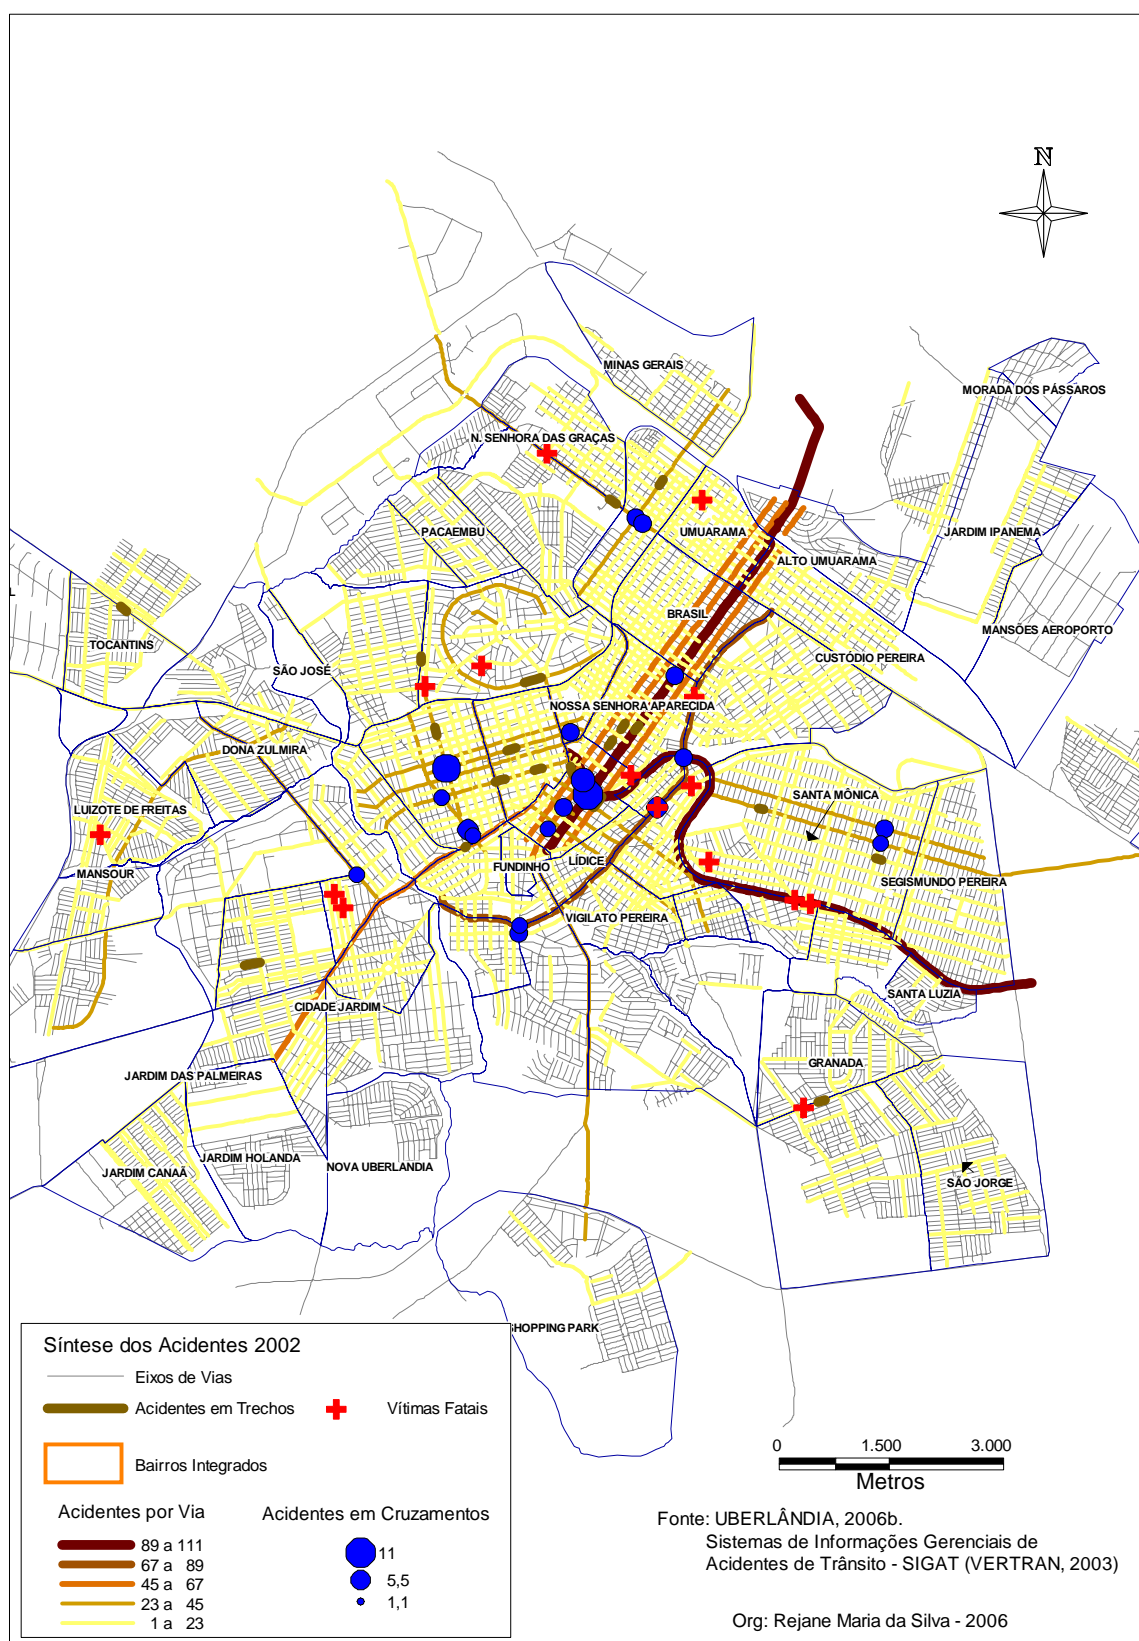 N
MINAS GERAIS
MORADA DOS PÁSSAROS
N. SENHORA DAS GRAÇAS
PACAEMBU
UMUARAMA
JARDIM IPANEMA
ALTO UMUARAMA
BRASIL
TOCANTINS
MANSÕES AEROPORTO
CUSTÓDIO PEREIRA
SÃO JOSÉ
NOSSA SENHORA APARECIDA
DONA ZULMIRA
SANTA MÔNICA
LUIZOTE DE FREITAS
MANSOUR
FUNDINHO
LÍDICE
SEGISMUNDO PEREIRA
VIGILATO PEREIRA
SANTA LUZIA
CIDADE JARDIM
GRANADA
JARDIM DAS PALMEIRAS
JARDIM HOLANDA
NOVA UBERLANDIA
JARDIM CANAÃ
SÃO JORGE
SHOPPING PARK
Síntese dos Acidentes 2002
Eixos de Vias
Acidentes em Trechos
Vítimas Fatais
Bairros Integrados
Acidentes por Via
89 a 111
67 a 89
45 a 67
23 a 45
1 a 23
Acidentes em Cruzamentos
11
5,5
1,1
0 1.500 3.000
Metros
Fonte: UBERLÂNDIA, 2006b.
Sistemas de Informações Gerenciais de
Acidentes de Trânsito - SIGAT (VERTRAN, 2003)
Org: Rejane Maria da Silva - 2006